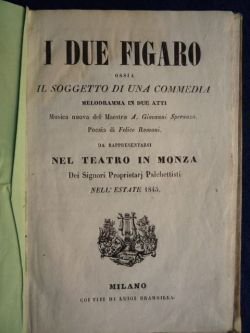 I DUE FIGARO
OSSIA
IL SOGGETTO DI UNA COMMEDIA
MELODRAMMA IN DUE ATTI
Musica nuova del Maestro A. Giovanni Speranza.
Poesia di Felice Romani.
DA RAPPRESENTARSI
NEL TEATRO IN MONZA
Dei Signori Proprietarj Palchettisti
NELL'ESTATE 1845.
MILANO
COI TIPI DI LUIGI BRAMBILLA.